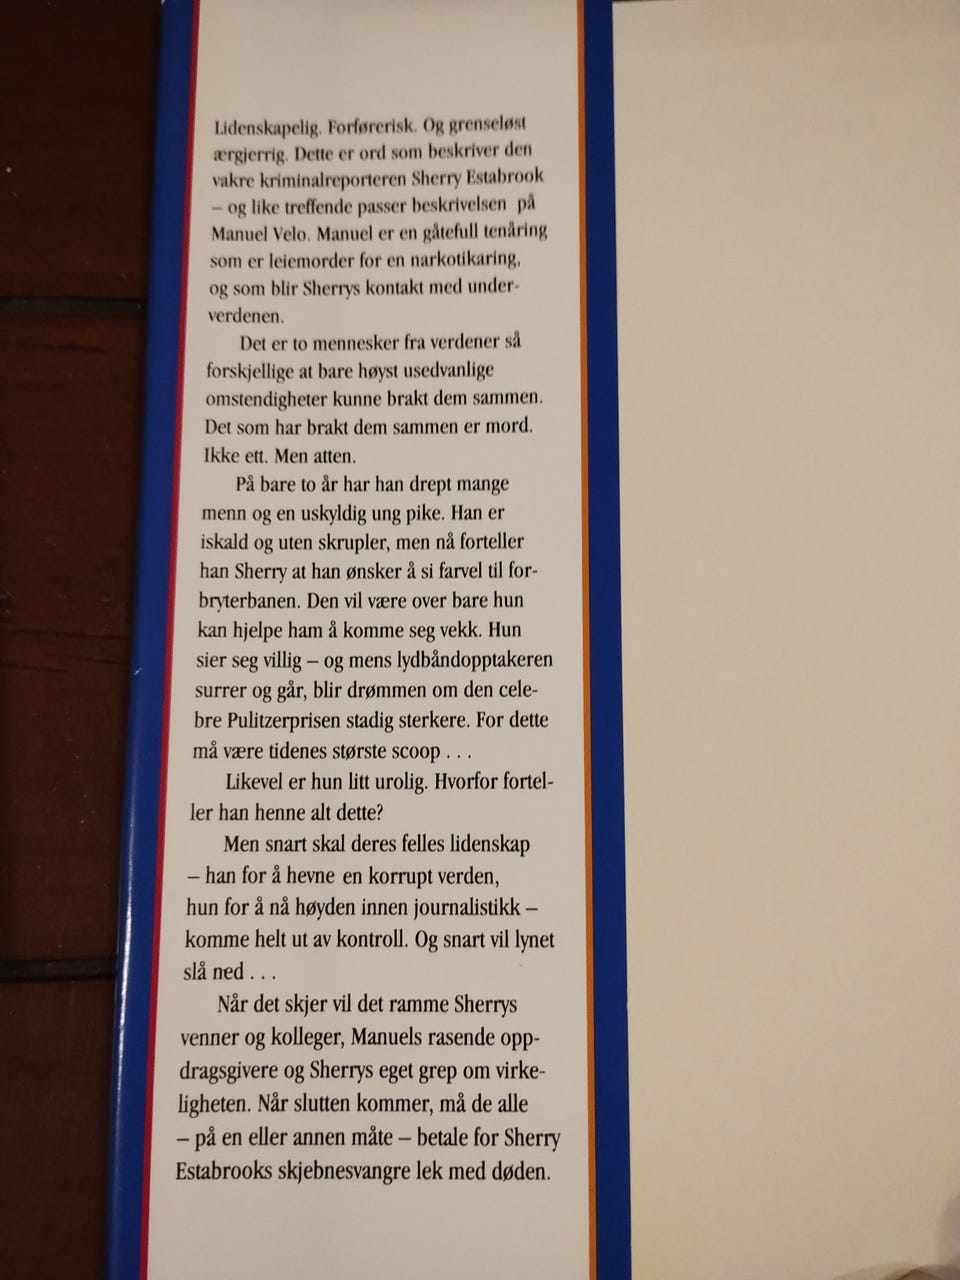 Lidenskapelig. Forførerisk. Og grenseløst
ærgjerrig. Dette er ord som beskriver den
vakre kriminalreporteren Sherry Estabrook
– og like treffende passer beskrivelsen på
Manuel Velo. Manuel er en gåtefull tenåring
som er leiemorder for en narkotikaring,
og som blir Sherrys kontakt med under-
verdenen.
Det er to mennesker fra verdener så
forskjellige at bare høyst usedvanlige
omstendigheter kunne brakt dem sammen.
Det som har brakt dem sammen er mord.
Ikke ett. Men atten.
På bare to år har han drept mange
menn og en uskyldig ung pike. Han er
iskald og uten skrupler, men nå forteller
han Sherry at han ønsker å si farvel til for-
bryterbanen. Den vil være over bare hun
kan hjelpe ham å komme seg vekk. Hun
sier seg villig – og mens lydbåndopptakeren
surrer og går, blir drømmen om den cele-
bre Pulitzerprisen stadig sterkere. For dette
må være tidenes største scoop . . .
Likevel er hun litt urolig. Hvorfor fortel-
ler han henne alt dette?
Men snart skal deres felles lidenskap
– han for å hevne en korrupt verden,
hun for å nå høyden innen journalistikk –
komme helt ut av kontroll. Og snart vil lynet
slå ned . . .
Når det skjer vil det ramme Sherrys
venner og kolleger, Manuels rasende opp-
dragsgivere og Sherrys eget grep om virke-
ligheten. Når slutten kommer, må de alle
– på en eller annen måte – betale for Sherry
Estabrooks skjebnesvangre lek med døden.